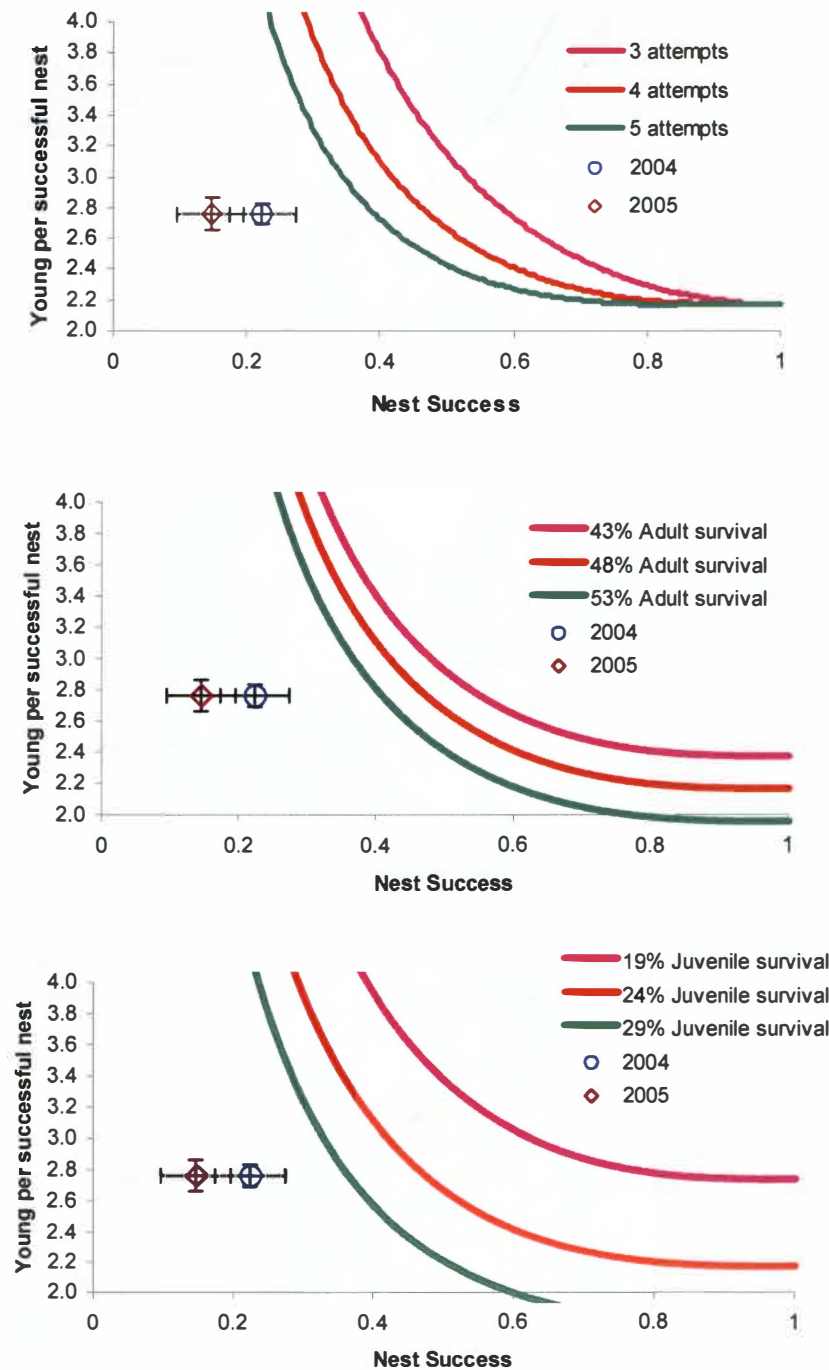 4.0
3.8
3.6
3.4
3.2
3.0
2.8
2.6
2.4
2.2
2.0
Young per successful nest
3 attempts
4 attempts
5 attempts
2004
2005
0 0.2 0.4 0.6 0.8 1
Nest Success
4.0
3.8
3.6
3.4
3.2
3.0
2.8
2.6
2.4
2.2
2.0
Young per successful nest
43% Adult survival
48% Adult survival
53% Adult survival
2004
2005
0 0.2 0.4 0.6 0.8 1
Nest Success
4.0
3.8
3.6
3.4
3.2
3.0
2.8
2.6
2.4
2.2
2.0
Young per successful nest
19% Juvenile survival
24% Juvenile survival
29% Juvenile survival
2004
2005
0 0.2 0.4 0.6 0.8 1
Nest Success